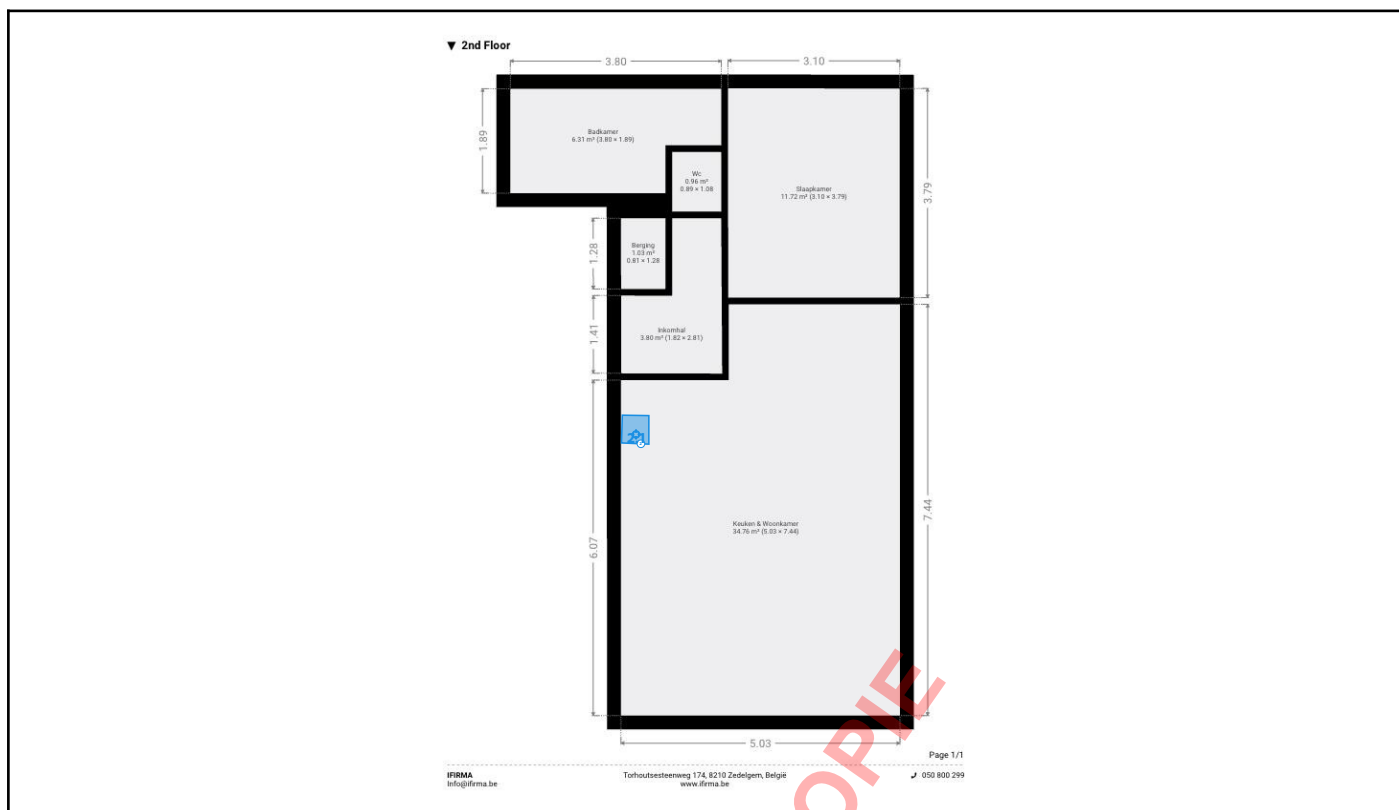 ▼ 2nd Floor
3.80
3.10
1.89
Badkamer
6.31 m² (3.80 × 1.89)
Wc
0.96 m²
0.89 × 1.08
Slaapkamer
11.72 m² (3.10 × 3.79)
3.79
1.28
Berging
1.03 m²
0.81 × 1.28
1.41
Inkomhal
3.80 m² (1.82 × 2.81)
6.07
Keuken & Woonkamer
34.76 m² (5.03 × 7.44)
7.44
5.03
OPIE
Page 1/1
IFIRMA
Info@ifirma.be
Torhoutsesteenweg 174, 8210 Zedelgem, België
www.ifirma.be
050 800 299